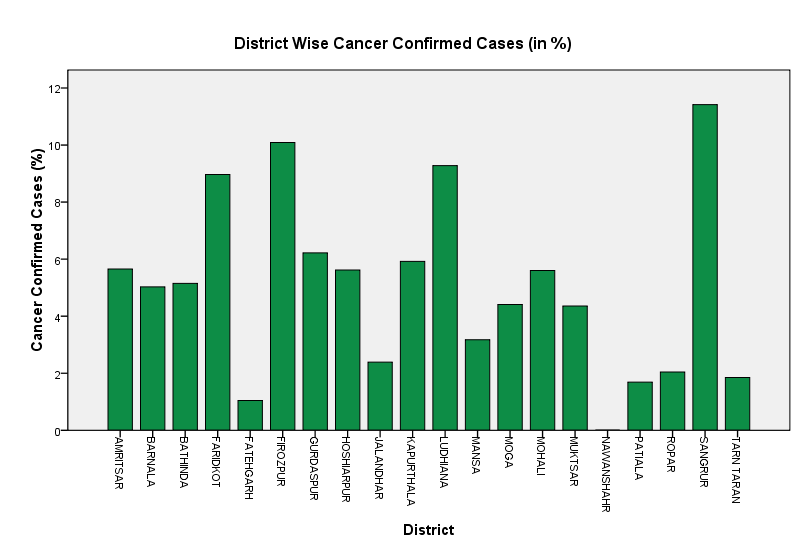 District Wise Cancer Confirmed Cases (in %)
Cancer Confirmed Cases (%)
12
10
8
6
4
2
0
AMRITSAR
BARNALA
BATHINDA
FARIDKOT
FATEHGARH
FIROZPUR
GURDASPUR
HOSHIARPUR
JALANDHAR
KAPURTHALA
LUDHIANA
MANSA
MOGA
MOHALI
MUKTSAR
NAWANSHAHR
PATIALA
ROPAR
SANGRUR
TARN TARAN
District